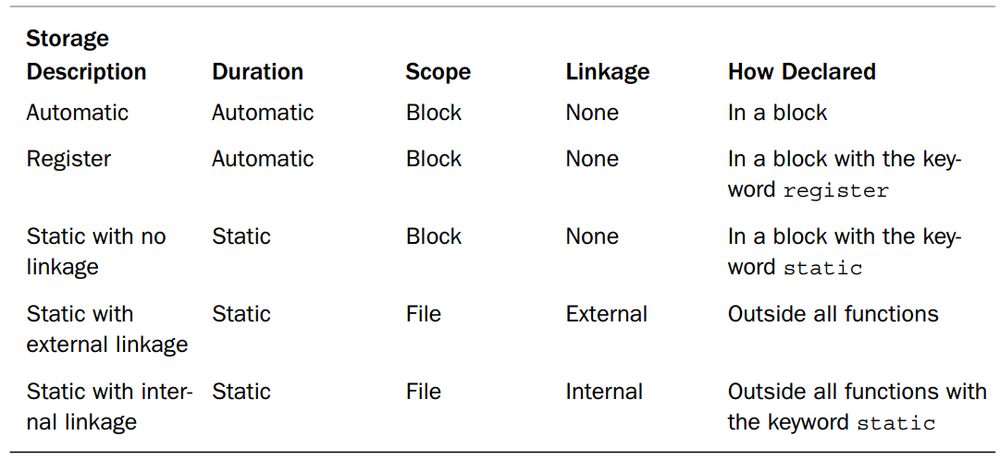 Storage
Description Duration Scope Linkage How Declared
Automatic Automatic Block None In a block
Register Automatic Block None In a block with the key-
word register
Static with no Static Block None In a block with the key-
linkage word static
Static with Static File External Outside all functions
external linkage
Static with inter- Static File Internal Outside all functions with
nal linkage the keyword static